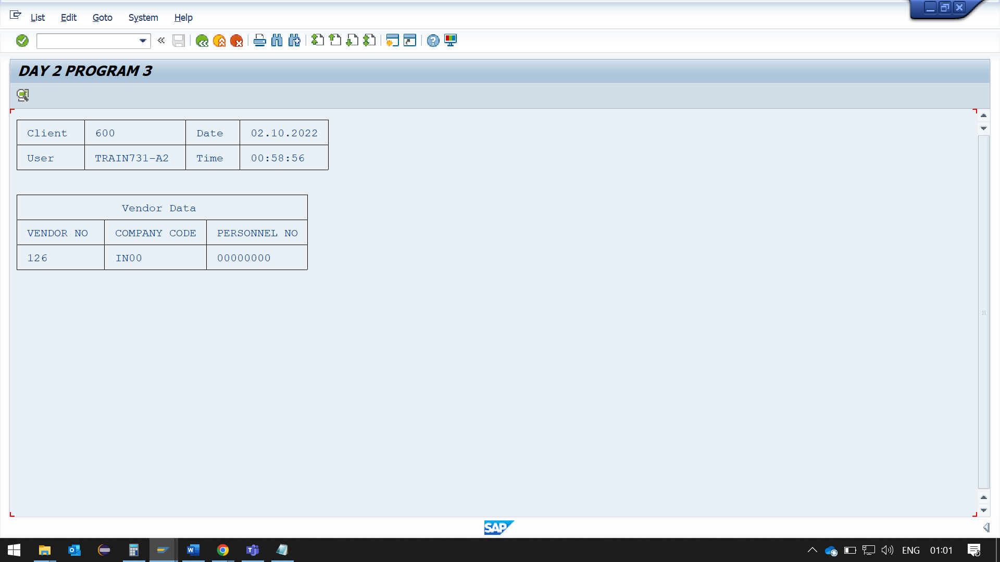 List Edit Goto System Help
DAY 2 PROGRAM 3
Client 600 Date 02.10.2022
User TRAIN731-A2 Time 00:58:56
Vendor Data
VENDOR NO COMPANY CODE PERSONNEL NO
126 IN00 00000000
SAP
ENG 01:01